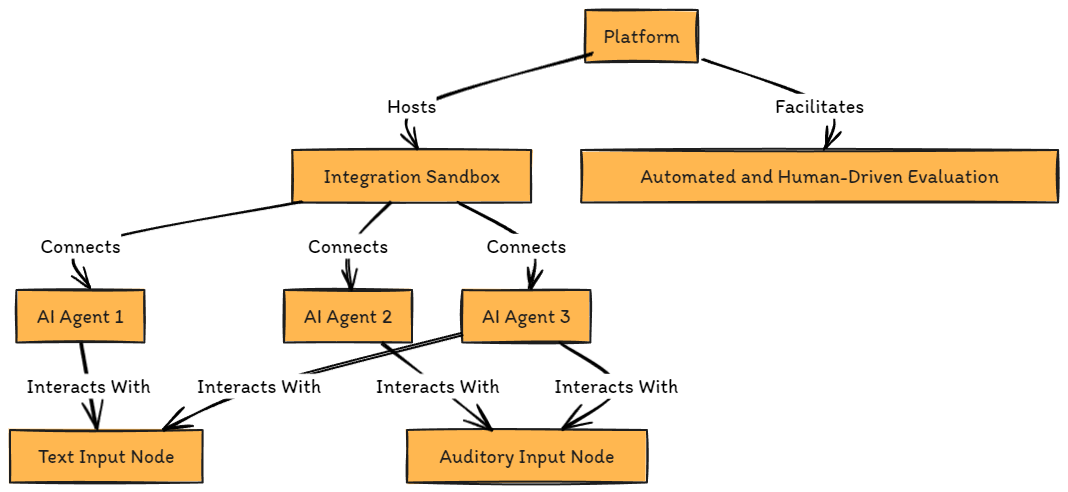 Platform
Hosts
Facilitates
Integration Sandbox
Automated and Human-Driven Evaluation
Connects
Connects
Connects
AI Agent 1
AI Agent 2
AI Agent 3
Interacts With
Interacts With
Interacts With
Interacts With
Text Input Node
Auditory Input Node